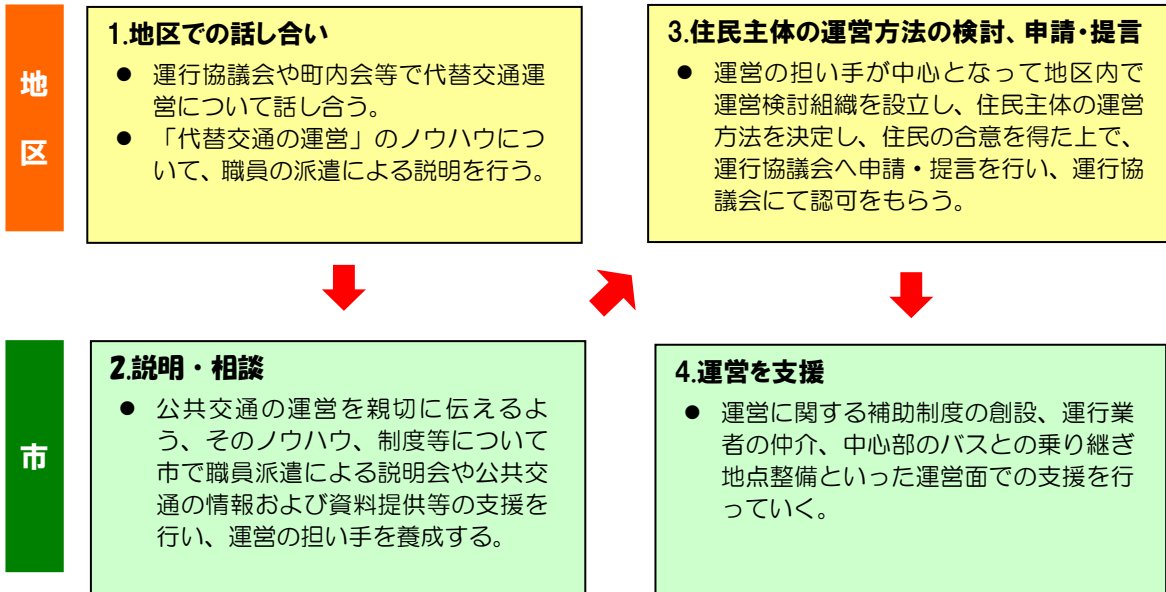 地
区
1.地区での話し合い
● 運行協議会や町内会等で代替交通運
営について話し合う。
● 「代替交通の運営」のノウハウにつ
いて、職員の派遣による説明を行う。
市
2.説明・相談
● 公共交通の運営を親切に伝えるよ
う、そのノウハウ、制度等について
市で職員派遣による説明会や公共交
通の情報および資料提供等の支援を
行い、運営の担い手を養成する。
3.住民主体の運営方法の検討、申請・提言
● 運営の担い手が中心となって地区内で
運営検討組織を設立し、住民主体の運営
方法を決定し、住民の合意を得た上で、
運行協議会へ申請・提言を行い、運行協
議会にて認可をもらう。
4.運営を支援
● 運営に関する補助制度の創設、運行業
者の仲介、中心部のバスとの乗り継ぎ
地点整備といった運営面での支援を行
っていく。